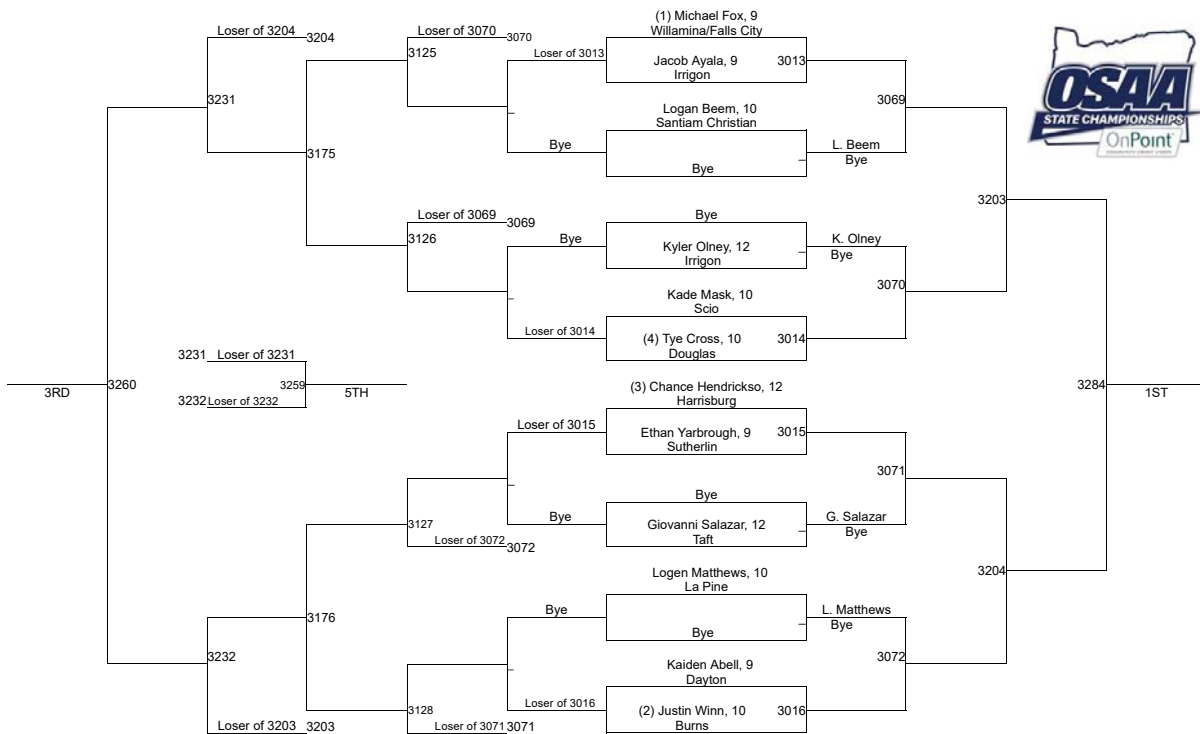 Loser of 3204
3204
3231
3175
Loser of 3070
3070
3125
Loser of 3013
Bye
Loser of 3069
3069
3126
Bye
Loser of 3014
(1) Michael Fox, 9
Willamina/Falls City
Jacob Ayala, 9
Irrigon
3013
Logan Beem, 10
Santiam Christian
Bye
L. Beem
Bye
3069
Bye
Kyler Olney, 12
Irrigon
K. Olney
Bye
3070
Kade Mask, 10
Scio
(4) Tye Cross, 10
Douglas
3014
3203
OSAA
STATE CHAMPIONSHIPS
OnPoint
3231
Loser of 3231
3232
Loser of 3232
3259
5TH
3RD
3260
3284
1ST
(3) Chance Hendrickso, 12
Harrisburg
Ethan Yarbrough, 9
Sutherlin
3015
Loser of 3015
Bye
3127
Loser of 3072
3072
Bye
Giovanni Salazar, 12
Taft
G. Salazar
Bye
3071
3204
Logen Matthews, 10
La Pine
Bye
L. Matthews
Bye
3072
Kaiden Abell, 9
Dayton
(2) Justin Winn, 10
Burns
3016
Bye
Loser of 3016
3128
Loser of 3071
3071
3176
3232
Loser of 3203
3203